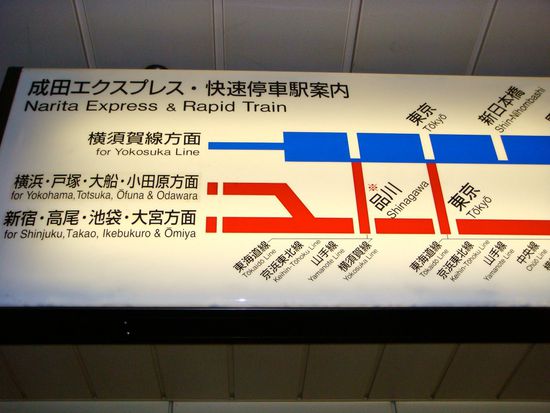 成田エクスプレス・快速停車駅案内
Narita Express & Rapid Train
横須賀線方面
for Yokosuka Line
横浜・戸塚・大船・小田原方面
for Yokohama,Totsuka, Ōfuna & Odawara
新宿・高尾・池袋・大宮方面
for Shinjuku,Takao, Ikebukuro & Ōmiya
東京
Tōkyō
新日本橋
Shin-Nihombashi
※
品川
Shinagawa
東京
Tōkyō
東海道線
Tōkaidō Line
京浜東北線
Keihin-Tōhoku Line
山手線
Yamanote Line
横須賀線
Yokosuka Line
東海道線
Tōkaidō Line
京浜東北線
Keihin-Tōhoku Line
山手線
Yamanote Line
中央線
Chūō Line